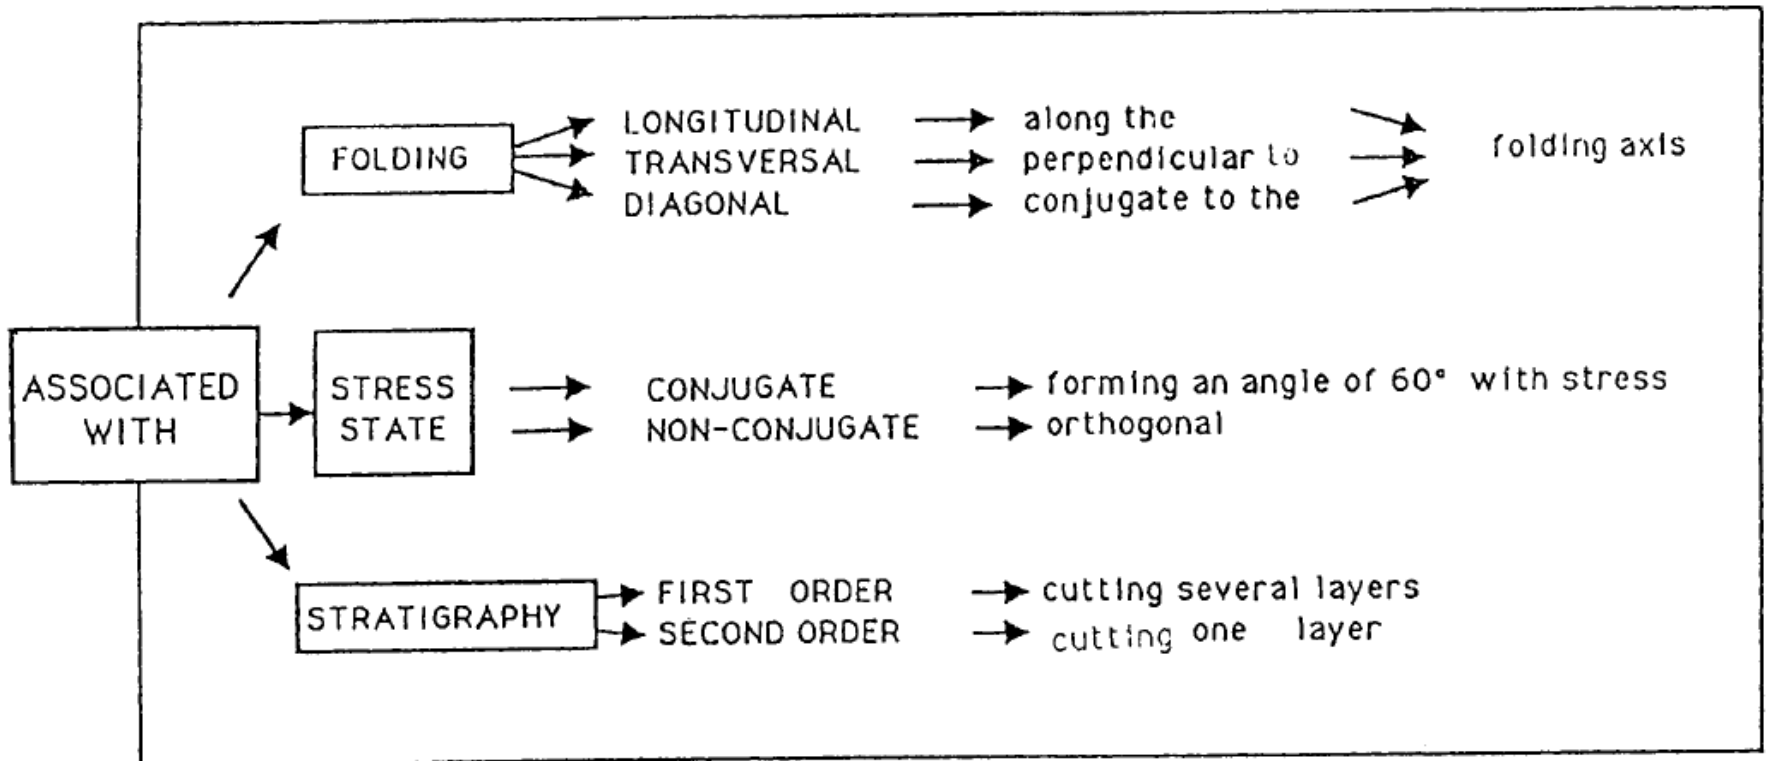 FOLDING
LONGITUDINAL along the
TRANSVERSAL perpendicular to
DIAGONAL conjugate to the
folding axis
ASSOCIATED
WITH
STRESS
STATE
CONJUGATE forming an angle of 60° with stress
NON-CONJUGATE orthogonal
STRATIGRAPHY
FIRST ORDER cutting several layers
SECOND ORDER cutting one layer